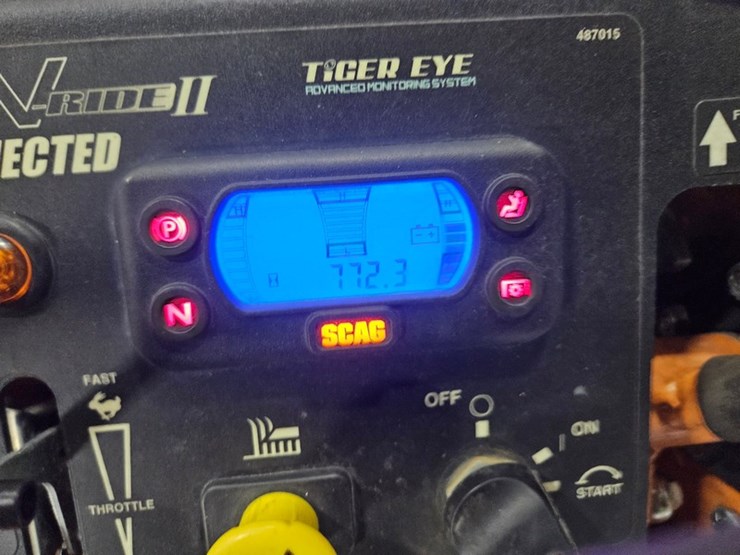 487015
TIGER EYE
ADVANCED MONITORING SYSTEM
V-RIDE II
ECTED
P
H
772.3
N
SCAG
FAST
OFF
ON
START
THROTTLE
F